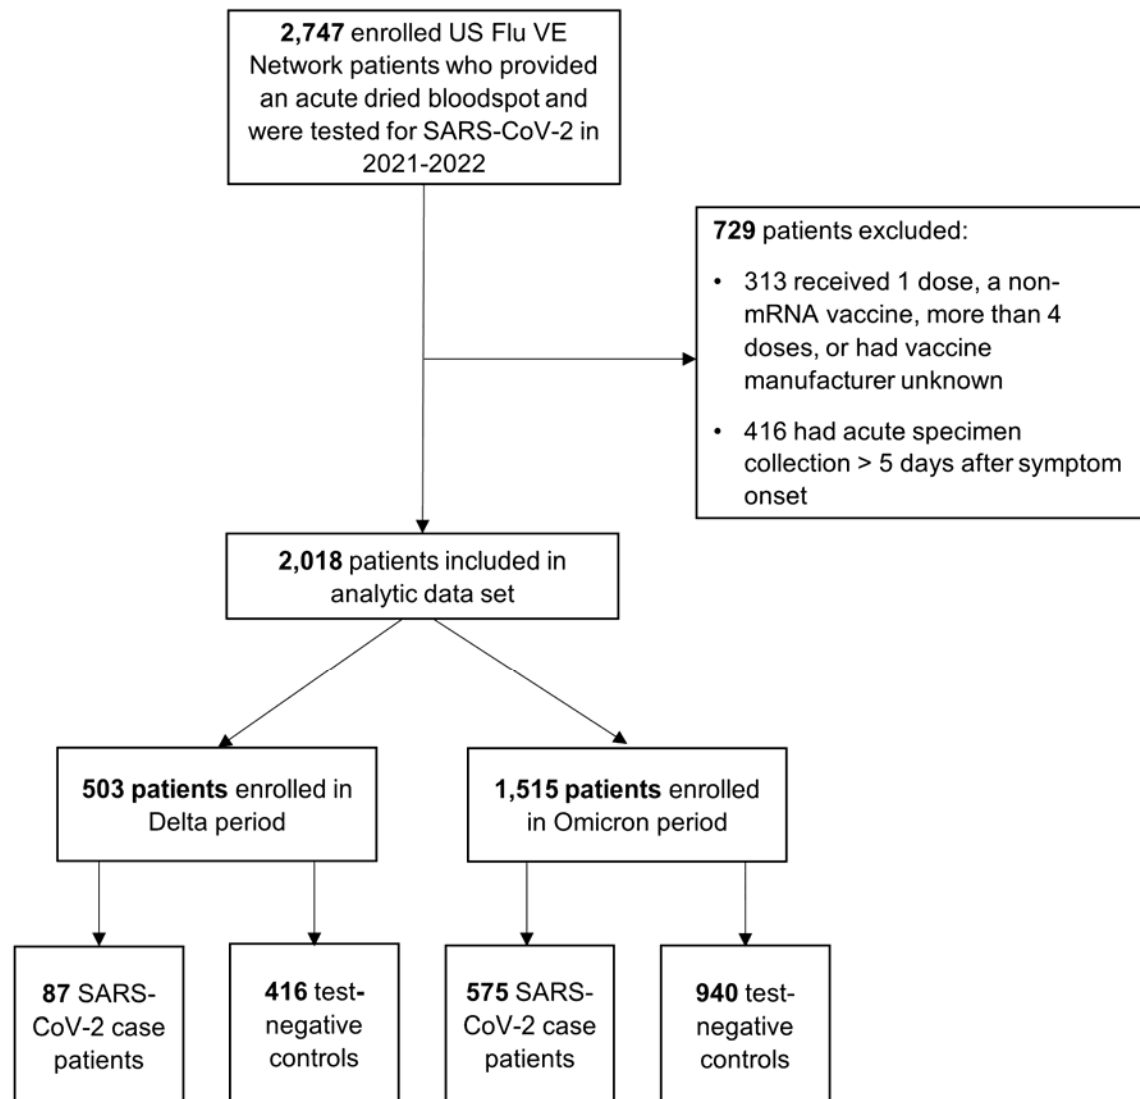 2,747 enrolled US Flu VE
Network patients who provided
an acute dried bloodspot and
were tested for SARS-CoV-2 in
2021-2022
729 patients excluded:
• 313 received 1 dose, a non-
mRNA vaccine, more than 4
doses, or had vaccine
manufacturer unknown
• 416 had acute specimen
collection > 5 days after symptom
onset
2,018 patients included in
analytic data set
503 patients enrolled in
Delta period
1,515 patients enrolled
in Omicron period
87 SARS-
CoV-2 case
patients
416 test-
negative
controls
575 SARS-
CoV-2 case
patients
940 test-
negative
controls